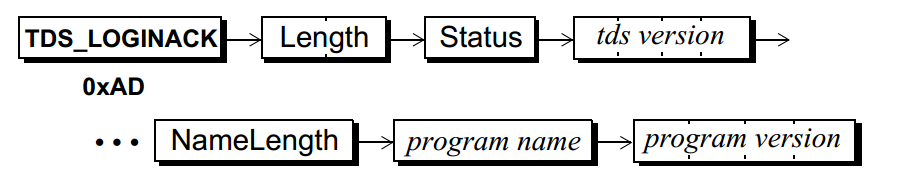 TDS_LOGINACK Length Status tds version
0xAD
••• NameLength program name program version